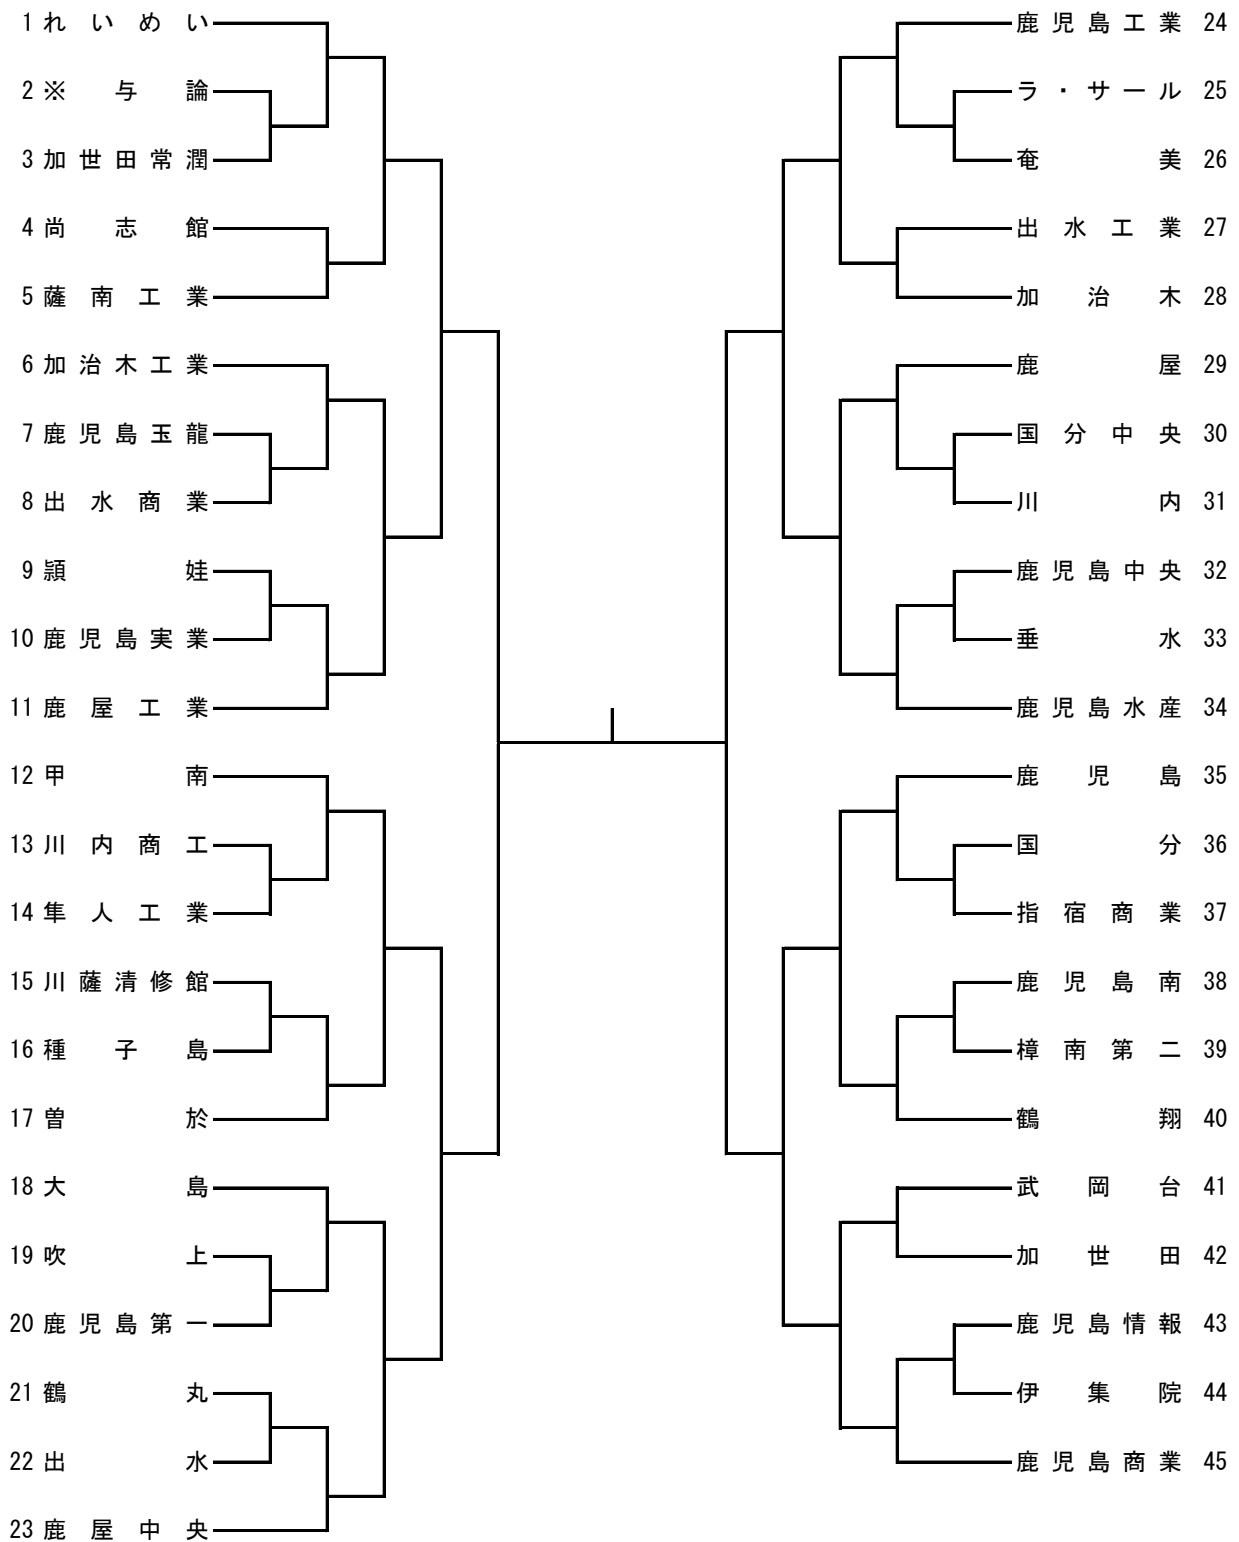 1 れいめい
2 ※与論
3 加世田常潤
4 尚志館
5 薩南工業
6 加治木工業
7 鹿児島玉龍
8 出水商業
9 頴娃
10 鹿児島実業
11 鹿屋工業
12 甲南
13 川内商工
14 隼人工業
15 川薩清修館
16 種子島
17 曽於
18 大島
19 吹上
20 鹿児島第一
21 鶴丸
22 出水
23 鹿屋中央
鹿児島工業 24
ラ・サール 25
奄美 26
出水工業 27
加治木 28
鹿屋 29
国分中央 30
川内 31
鹿児島中央 32
垂水 33
鹿児島水産 34
鹿児島 35
国分 36
指宿商業 37
鹿児島南 38
樟南第二 39
鶴翔 40
武岡台 41
加世田 42
鹿児島情報 43
伊集院 44
鹿児島商業 45